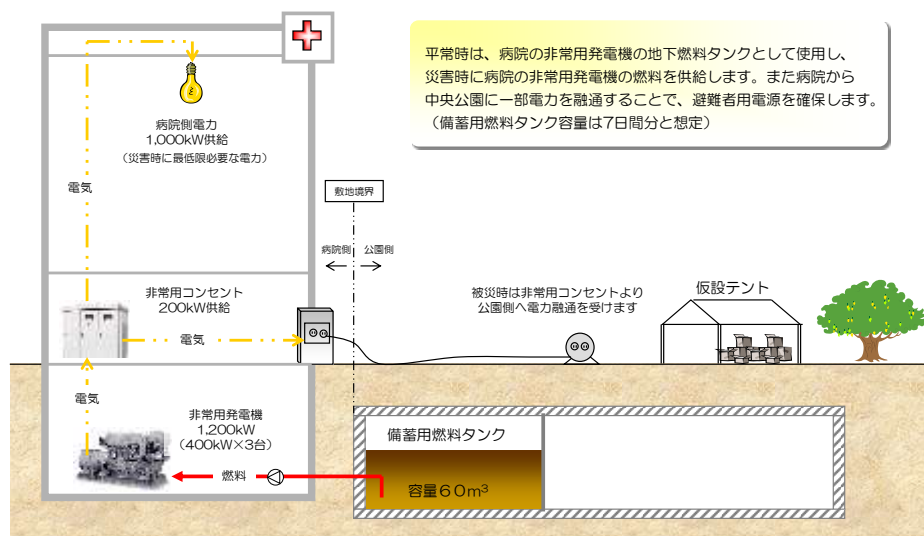 平常時は、病院の非常用発電機の地下燃料タンクとして使用し、
災害時に病院の非常用発電機の燃料を供給します。また病院から
中央公園に一部電力を融通することで、避難者用電源を確保します。
（備蓄用燃料タンク容量は7日間分と想定）
病院側電力
1,000kW供給
（災害時に最低限必要な電力）
電気
敷地境界
病院側
公園側
非常用コンセント
200kW供給
電気
被災時は非常用コンセントより
公園側へ電力融通を受けます
仮設テント
電気
非常用発電機
1,200kW
（400kW×3台）
燃料
備蓄用燃料タンク
容量60m³